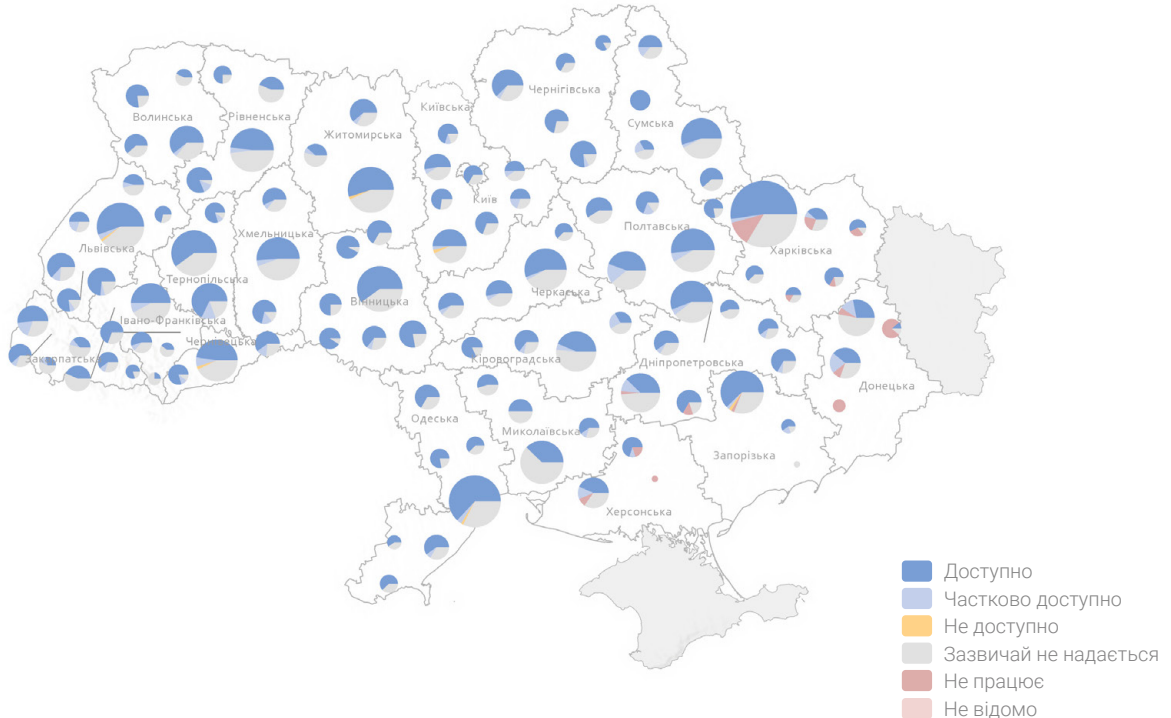 Київська
Чернігівська
Волинська
Рівненська
Житомирська
Сумська
Київ
Полтавська
Львівська
Хмельницька
Харківська
Тернопільська
Вінницька
Черкаська
Івано-Франківська
Чернівецька
Закарпатська
Кіровоградська
Дніпропетровська
Донецька
Одеська
Миколаївська
Запорізька
Херсонська
Доступно
Частково доступно
Не доступно
Зазвичай не надається
Не працює
Не відомо